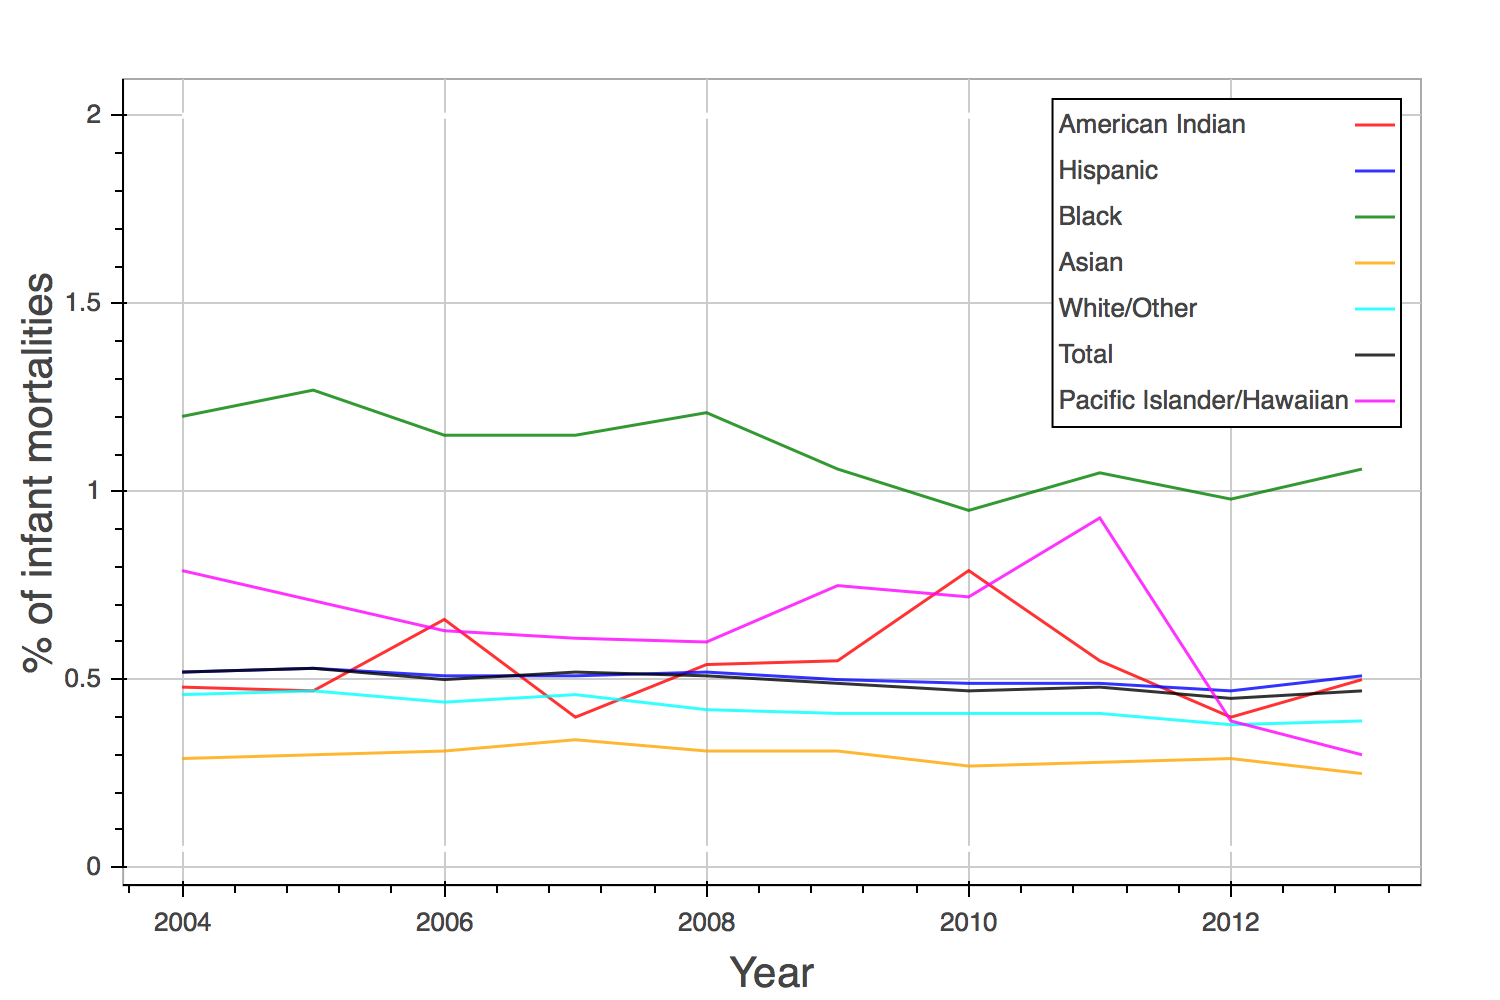 2
1.5
1
0.5
0
% of infant mortalities
American Indian
Hispanic
Black
Asian
White/Other
Total
Pacific Islander/Hawaiian
2004 2006 2008 2010 2012
Year